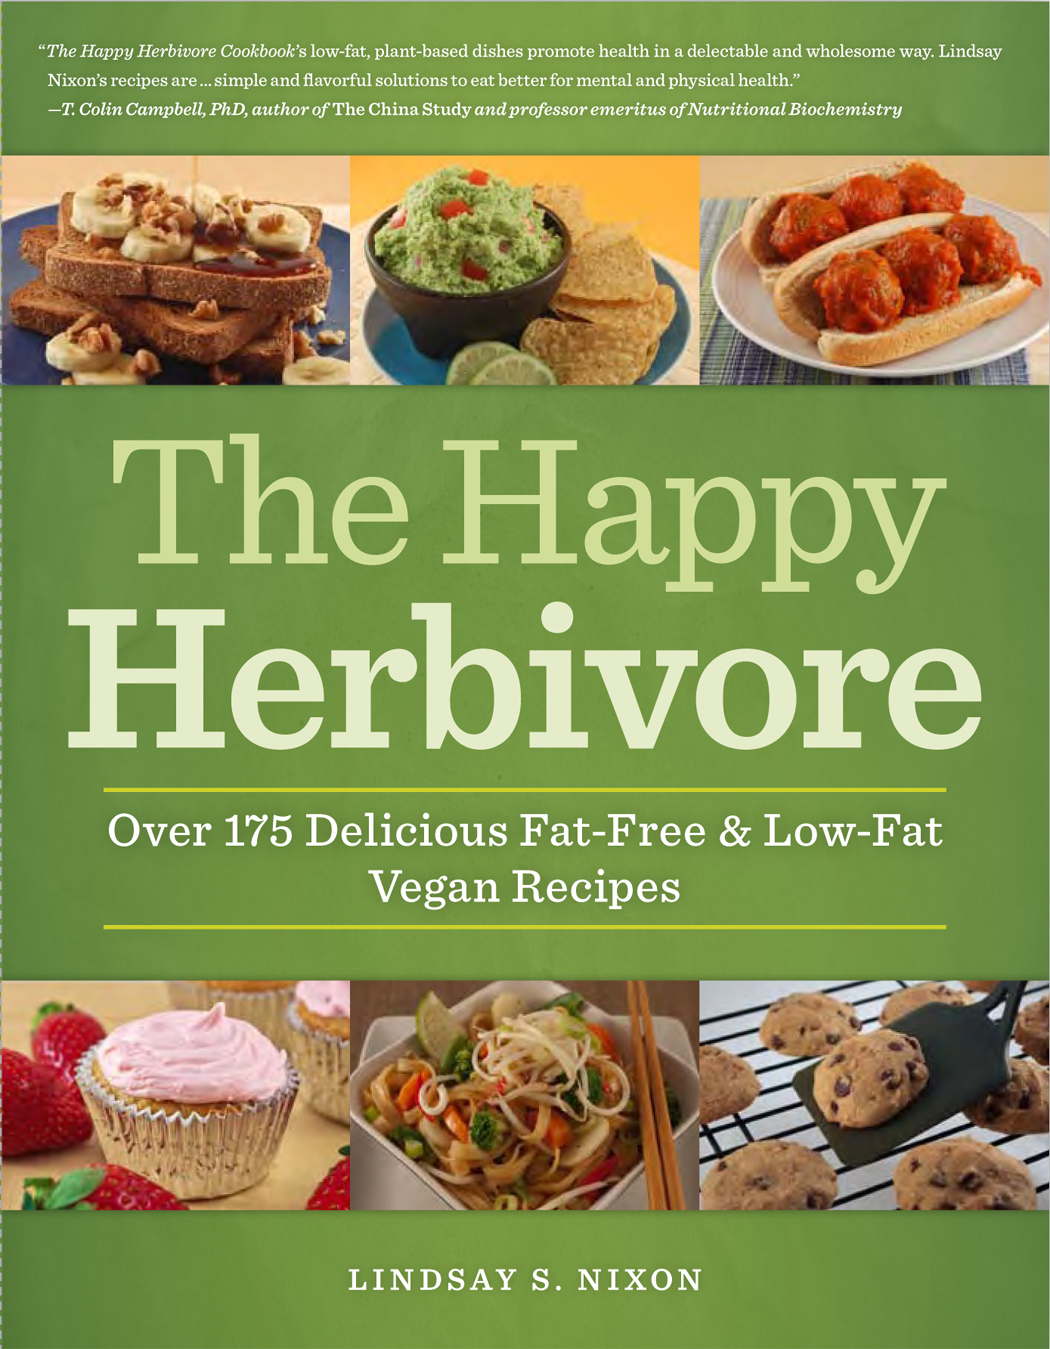 “The Happy Herbivore Cookbook’s low-fat, plant-based dishes promote health in a delectable and wholesome way. Lindsay
Nixon’s recipes are ... simple and flavorful solutions to eat better for mental and physical health.”
—T. Colin Campbell, PhD, author of The China Study and professor emeritus of Nutritional Biochemistry
The Happy
Herbivore
Over 175 Delicious Fat-Free & Low-Fat
Vegan Recipes
LINDSAY S. NIXON